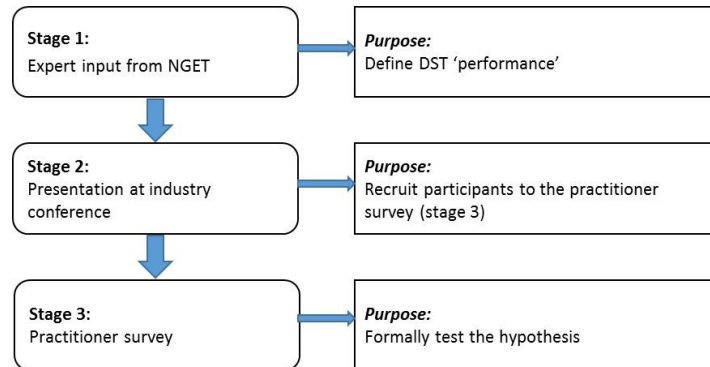 Stage 1:
Expert input from NGET
Purpose:
Define DST ‘performance’
Stage 2:
Presentation at industry
conference
Purpose:
Recruit participants to the practitioner
survey (stage 3)
Stage 3:
Practitioner survey
Purpose:
Formally test the hypothesis